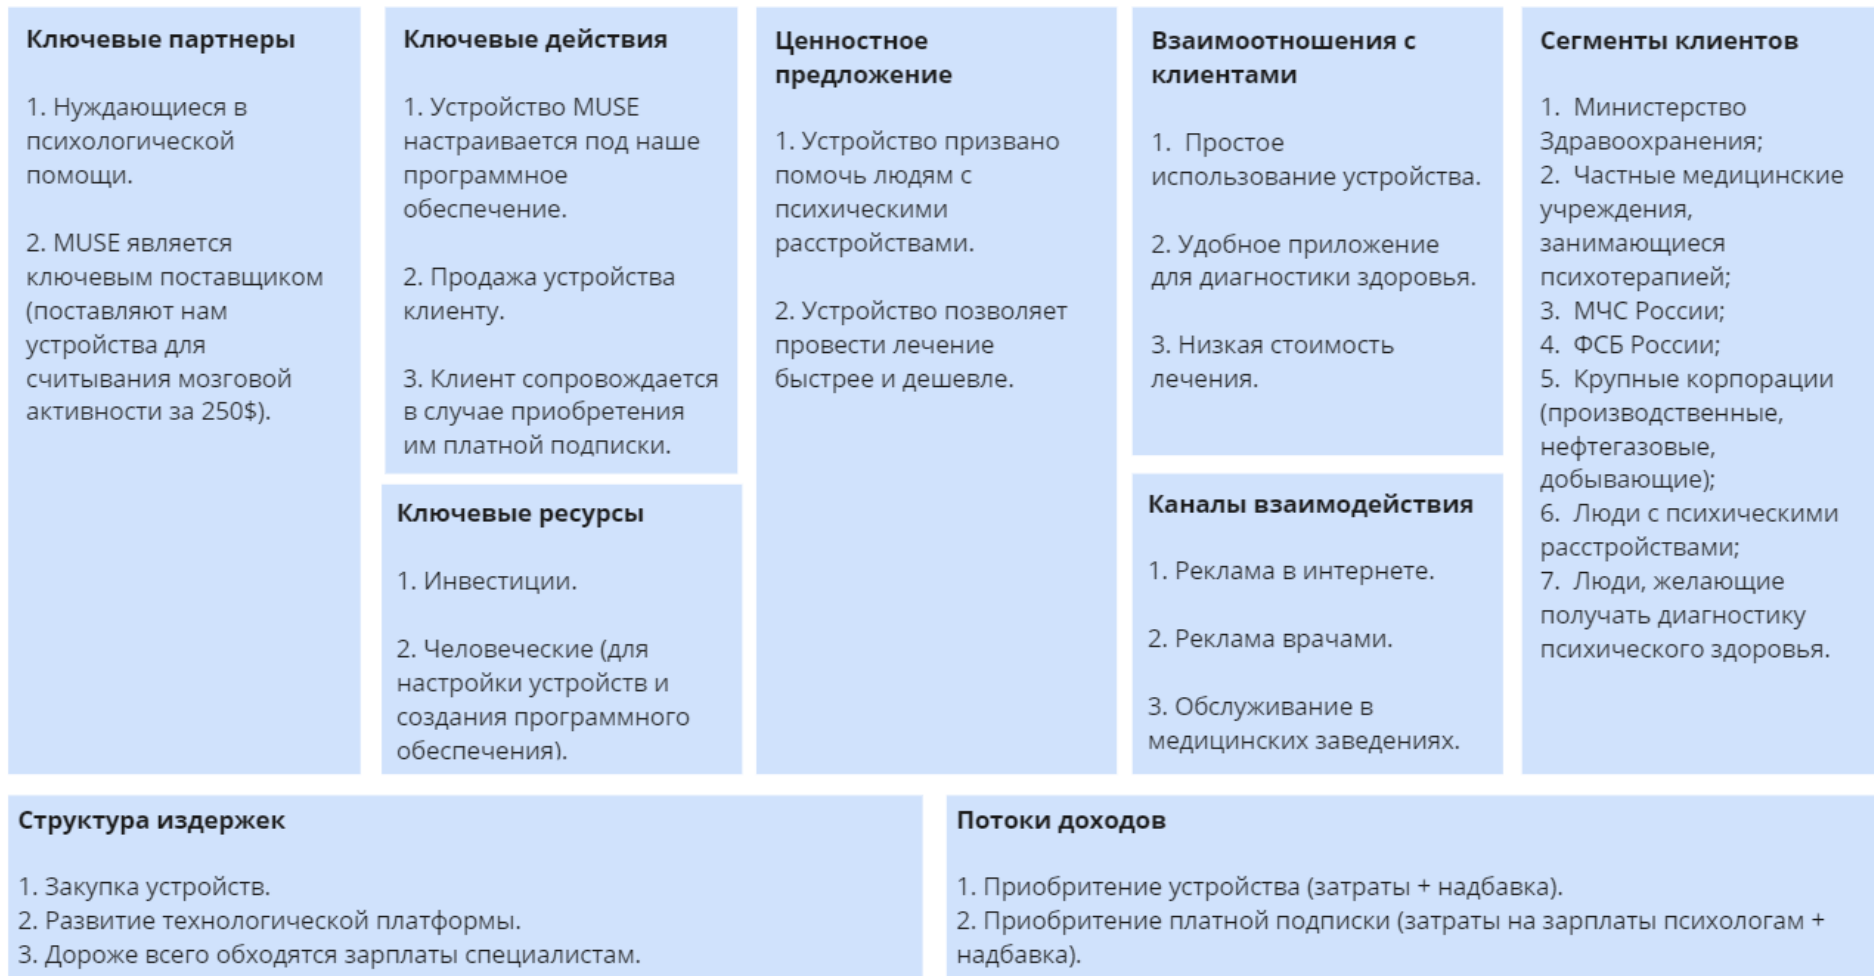 Ключевые партнеры
1. Нуждающиеся в
психологической
помощи.
2. MUSE является
ключевым поставщиком
(поставляют нам
устройства для
считывания мозговой
активности за 250$).
Ключевые действия
1. Устройство MUSE
настраивается под наше
программное
обеспечение.
2. Продажа устройства
клиенту.
3. Клиент сопровождается
в случае приобретения
им платной подписки.
Ключевые ресурсы
1. Инвестиции.
2. Человеческие (для
настройки устройств и
создания программного
обеспечения).
Ценностное
предложение
1. Устройство призвано
помочь людям с
психическими
расстройствами.
2. Устройство позволяет
провести лечение
быстрее и дешевле.
Взаимоотношения с
клиентами
1. Простое
использование устройства.
2. Удобное приложение
для диагностики здоровья.
3. Низкая стоимость
лечения.
Каналы взаимодействия
1. Реклама в интернете.
2. Реклама врачами.
3. Обслуживание в
медицинских заведениях.
Сегменты клиентов
1. Министерство
Здравоохранения;
2. Частные медицинские
учреждения,
занимающиеся
психотерапией;
3. МЧС России;
4. ФСБ России;
5. Крупные корпорации
(производственные,
нефтегазовые,
добывающие);
6. Люди с психическими
расстройствами;
7. Люди, желающие
получать диагностику
психического здоровья.
Структура издержек
1. Закупка устройств.
2. Развитие технологической платформы.
3. Дороже всего обходятся зарплаты специалистам.
Потоки доходов
1. Приобритение устройства (затраты + надбавка).
2. Приобритение платной подписки (затраты на зарплаты психологам +
надбавка).